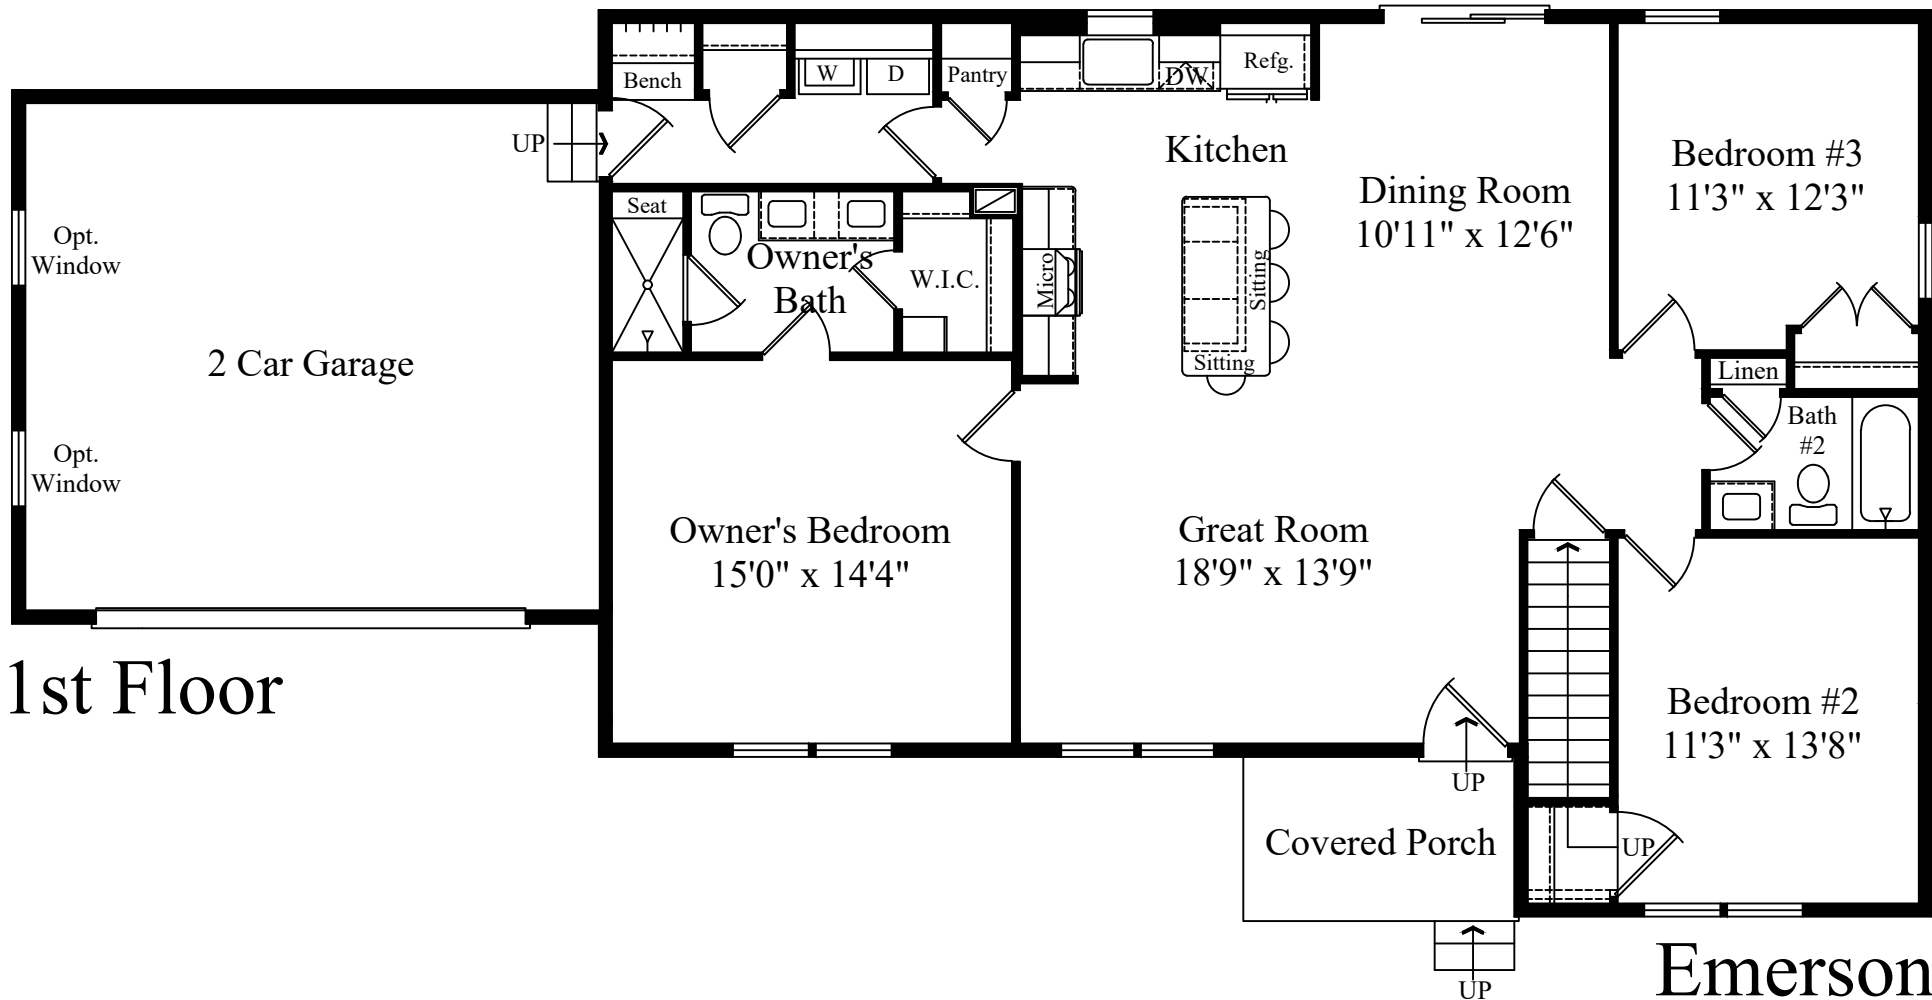 Bench
W
D
Pantry
DW
Refg.
UP
Kitchen
Bedroom #3
11'3" x 12'3"
Dining Room
10'11" x 12'6"
Seat
Opt.
Window
Owner's
Bath
W.I.C.
Micro
Sitting
Sitting
2 Car Garage
Linen
Bath
#2
Opt.
Window
Owner's Bedroom
15'0" x 14'4"
Great Room
18'9" x 13'9"
1st Floor
Bedroom #2
11'3" x 13'8"
UP
Covered Porch
UP
Emerson
UP